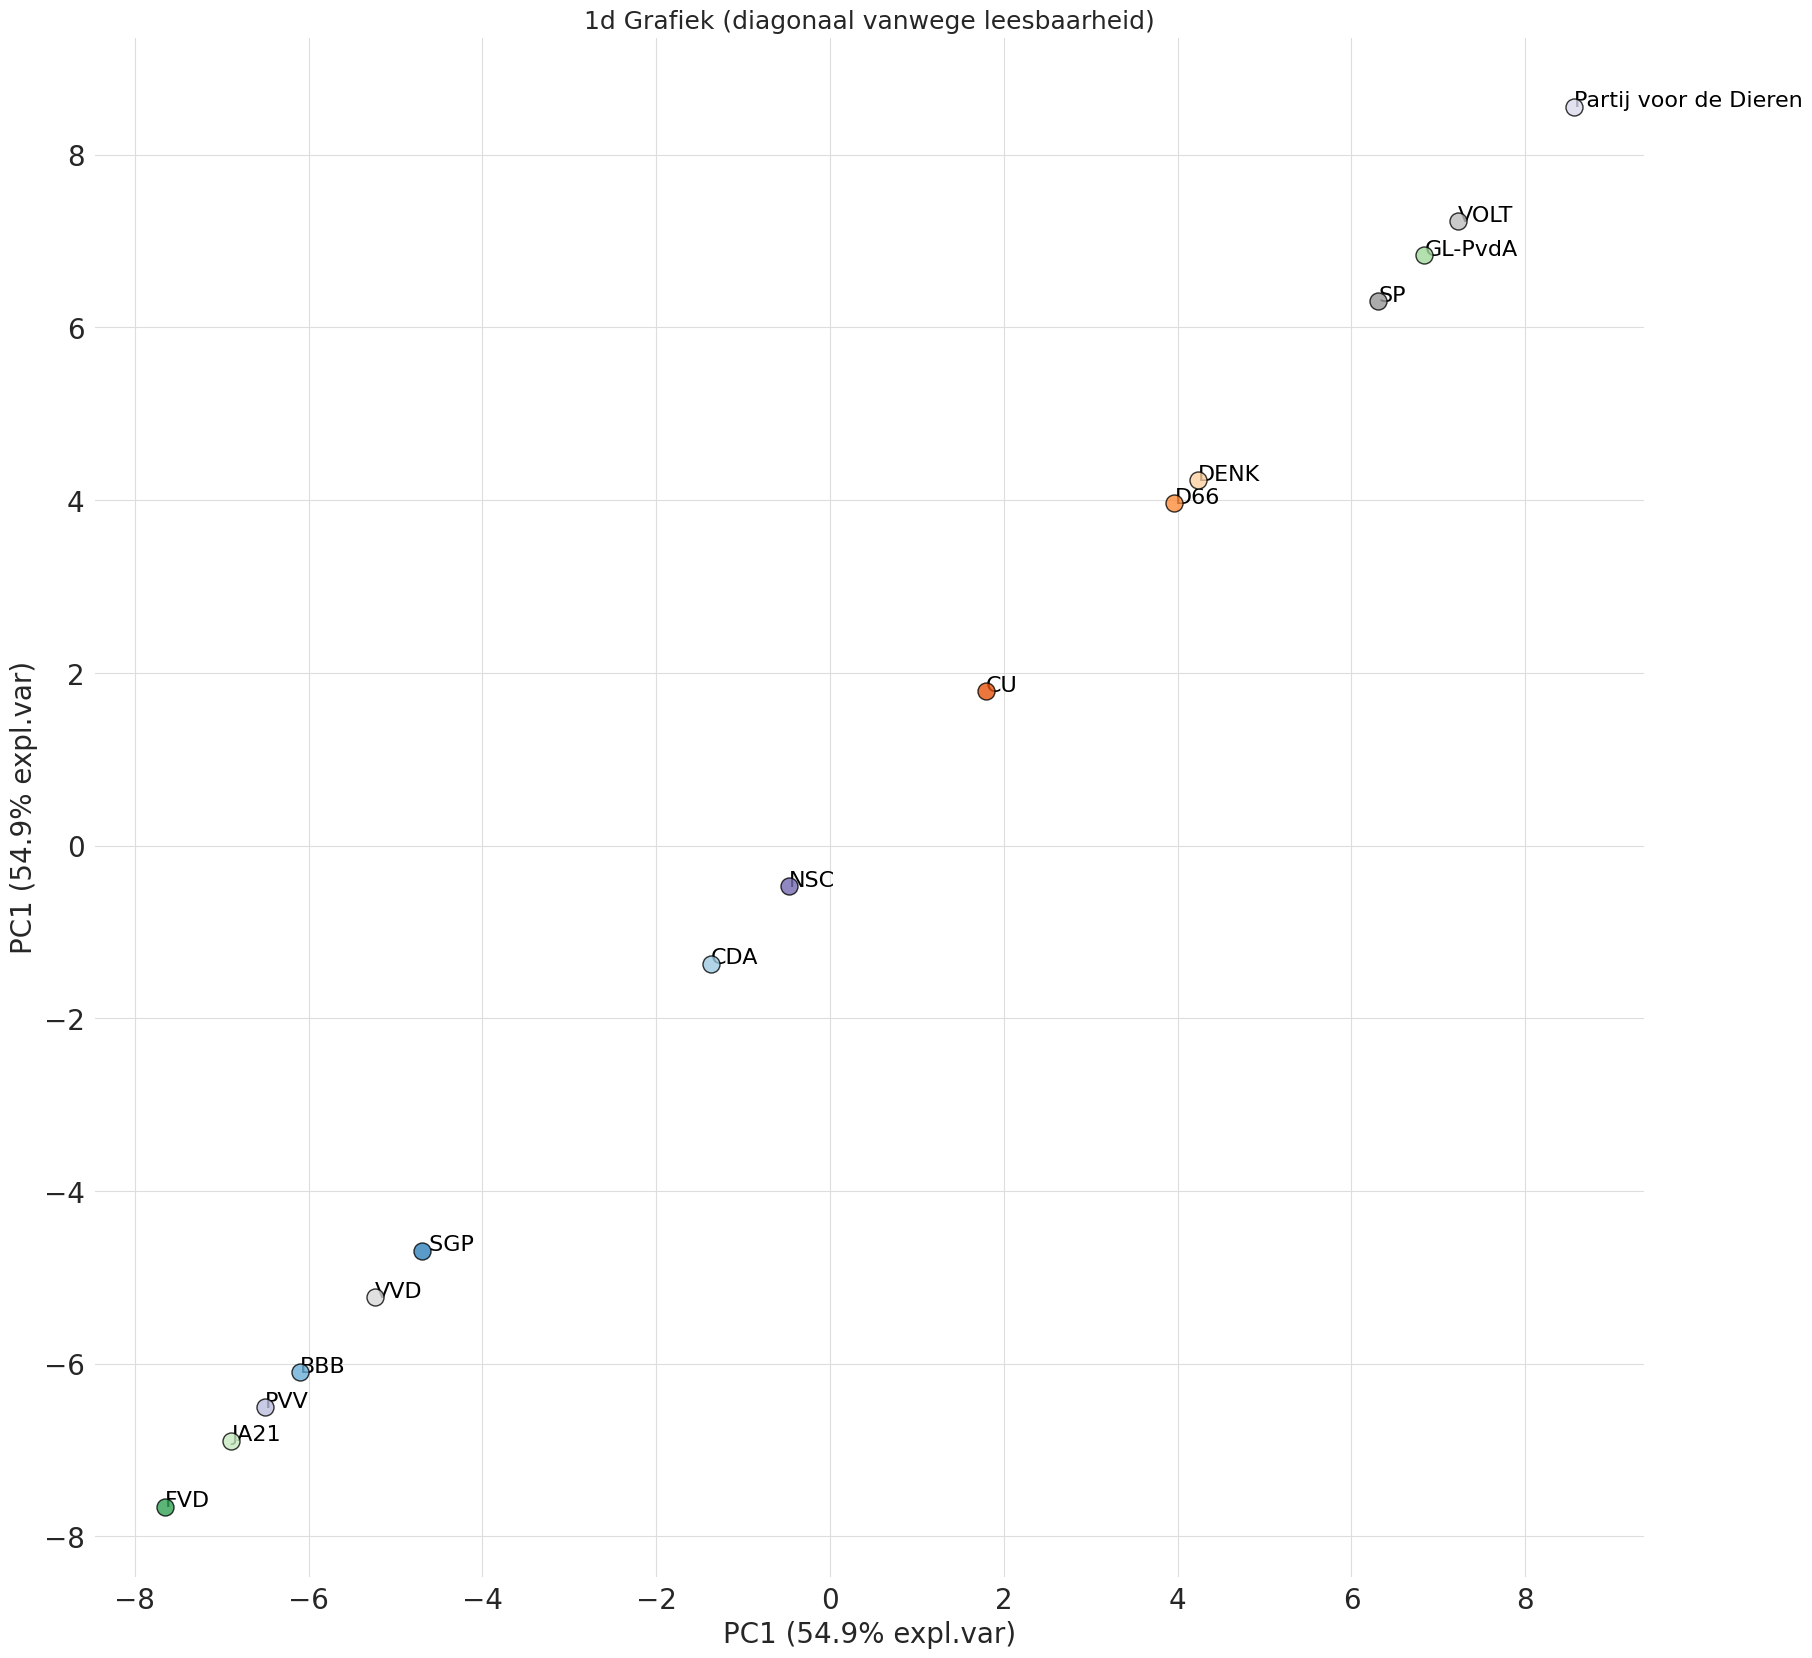 1d Grafiek (diagonaal vanwege leesbaarheid)
Partij voor de Dieren
8
VOLT
GL-PvdA
SP
6
DENK
D66
4
CU
2
PC1 (54.9% expl.var)
0
NSC
CDA
−2
−4
SGP
VVD
−6
BBB
PVV
JA21
FVD
−8
−8 −6 −4 −2 0 2 4 6 8
PC1 (54.9% expl.var)